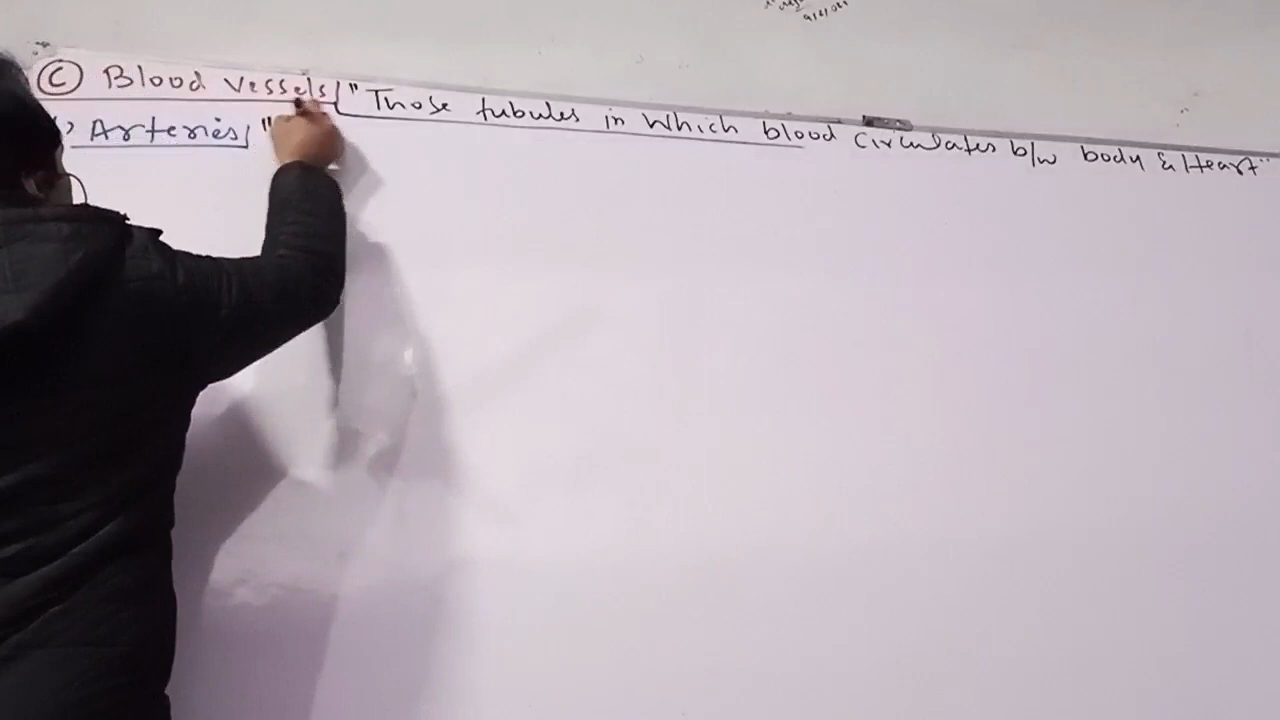 Ⓒ Blood Vessels "Those tubules in Which blood circulates b/w body & Heart"
Arteries "